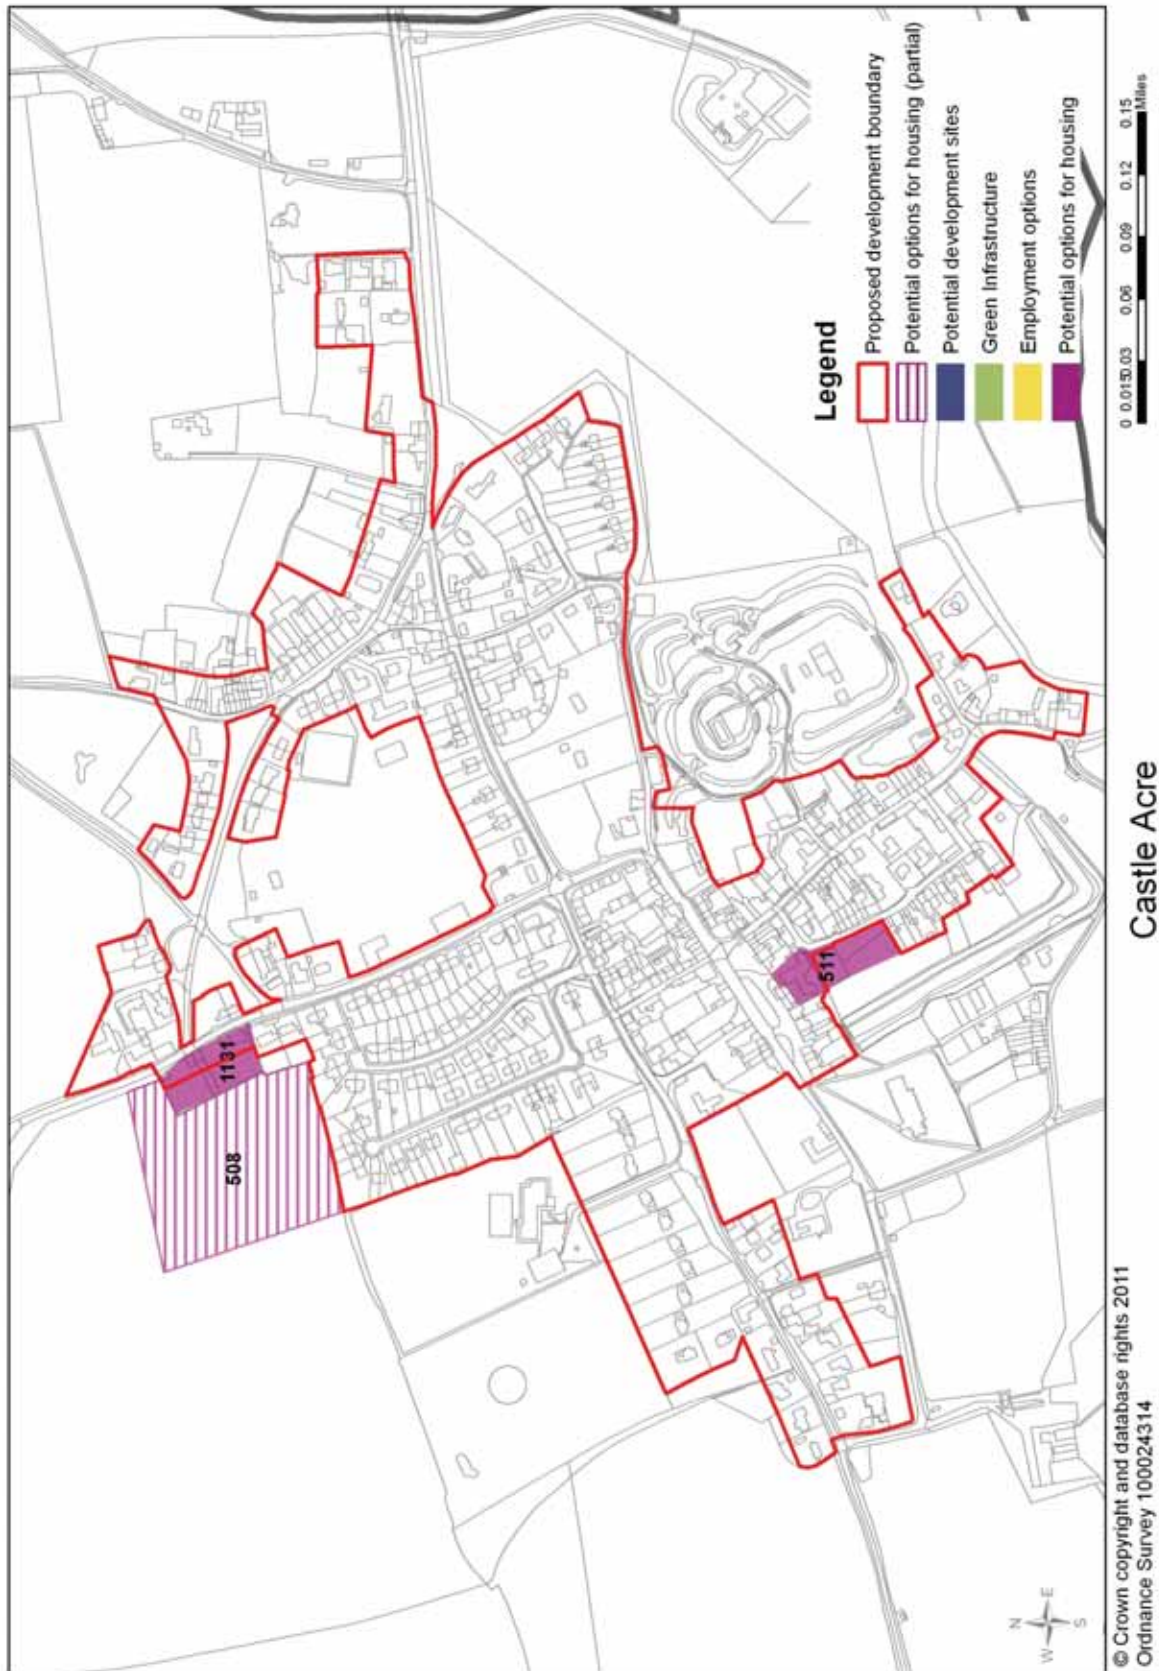 508
1131
511
Legend
Proposed development boundary
Potential options for housing (partial)
Potential development sites
Green Infrastructure
Employment options
Potential options for housing
0 0.0150.03 0.06 0.09 0.12 0.15
Miles
N
W E
S
© Crown copyright and database rights 2011
Ordnance Survey 100024314
Castle Acre